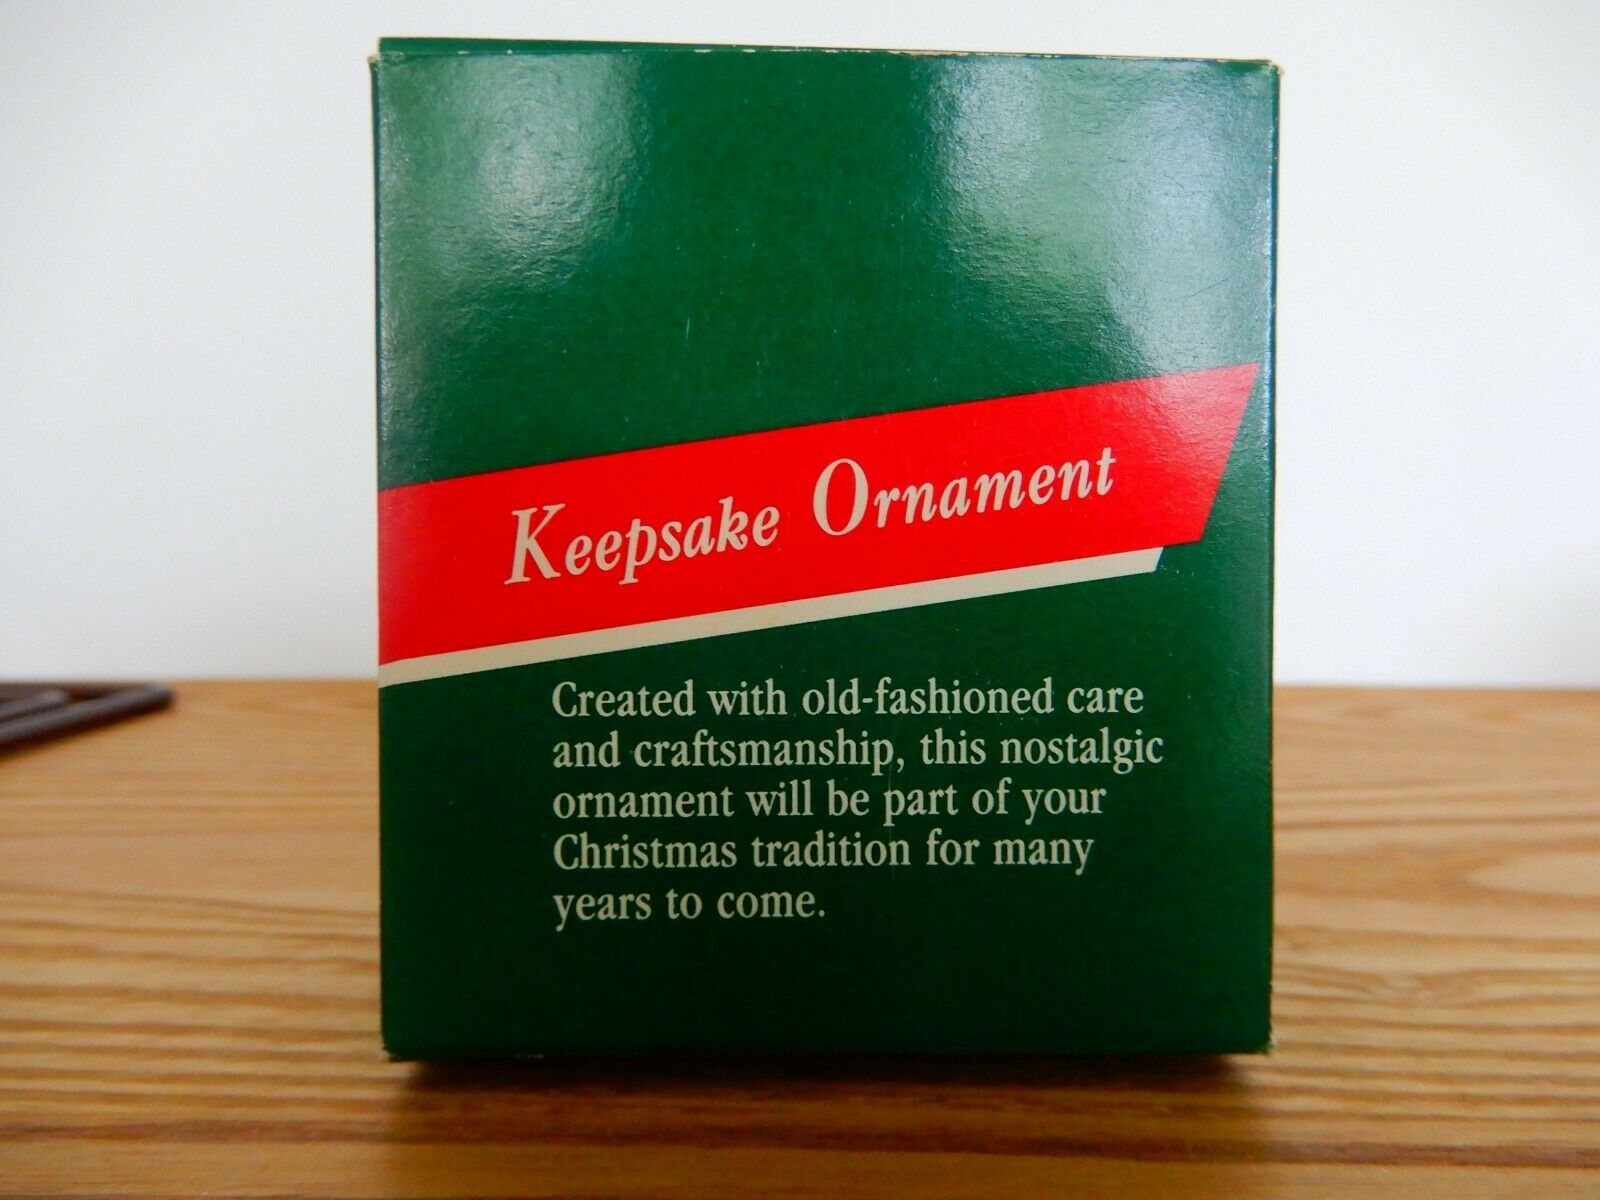 Keepsake Ornament
Created with old-fashioned care
and craftsmanship, this nostalgic
ornament will be part of your
Christmas tradition for many
years to come.